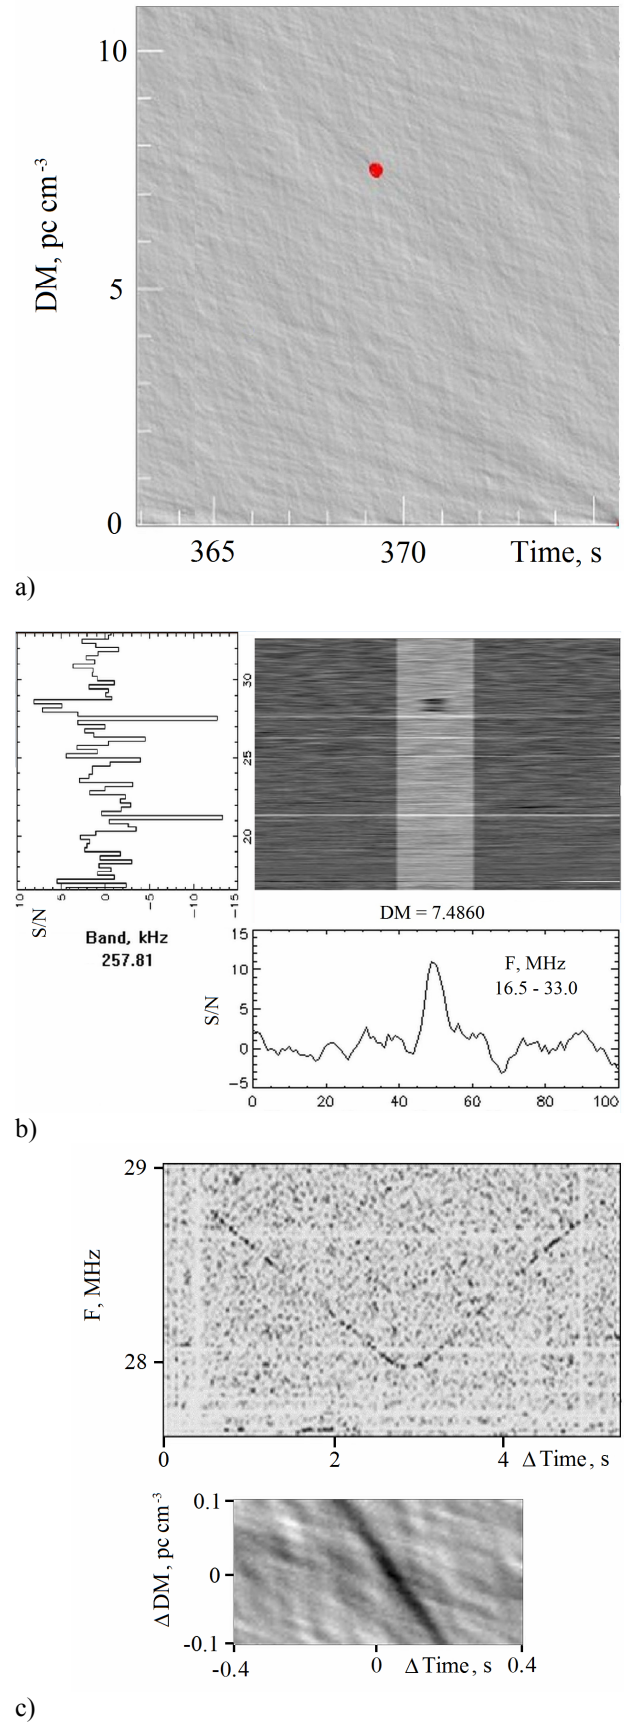 10
DM, pc cm-3
5
0
365
370
Time, s
a)
30
25
20
10
5
0
-5
-10
-15
S/N
Band, kHz
257.81
DM = 7.4860
15
10
5
0
-5
S/N
F, MHz
16.5 - 33.0
0 20 40 60 80 100
b)
29
F, MHz
28
0 2 4 Δ Time, s
0.1
Δ DM, pc cm-3
0
-0.1
-0.4 0 Δ Time, s 0.4
c)